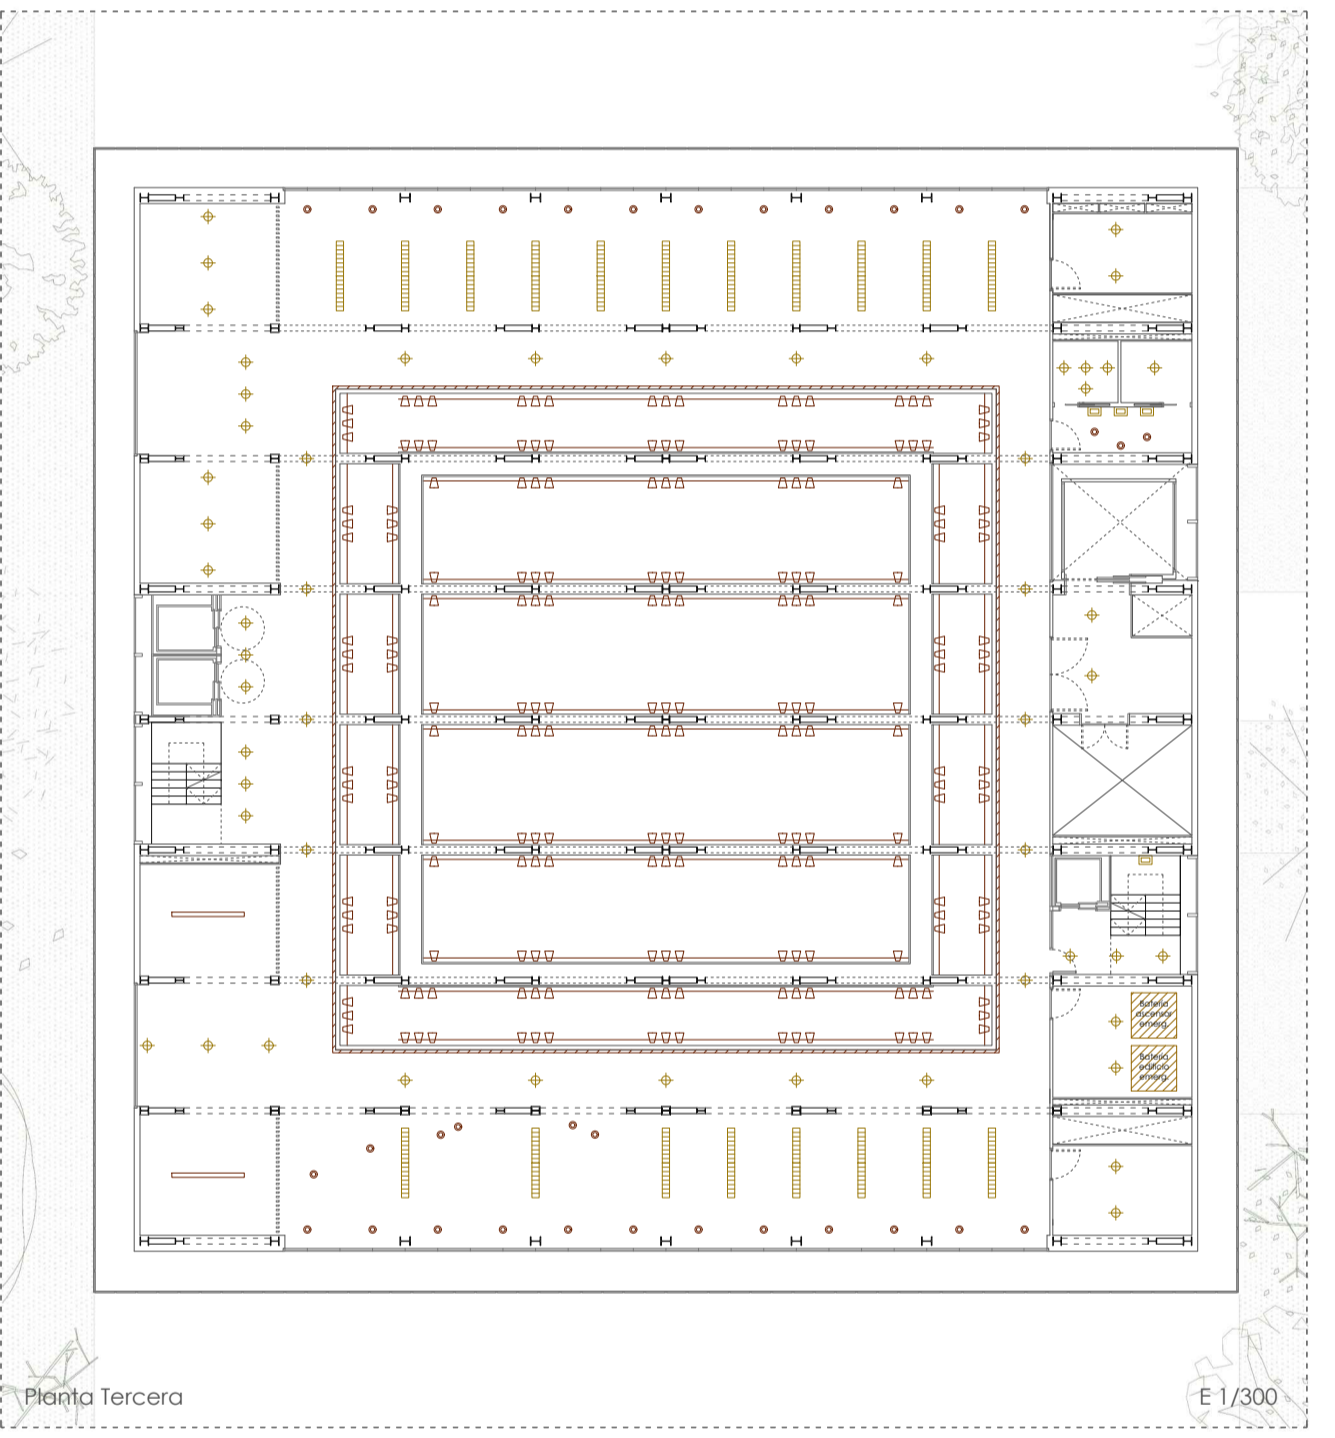 Batería
ascensor
emerg.
Batería
edificio
emerg.
Planta Tercera
E 1/300